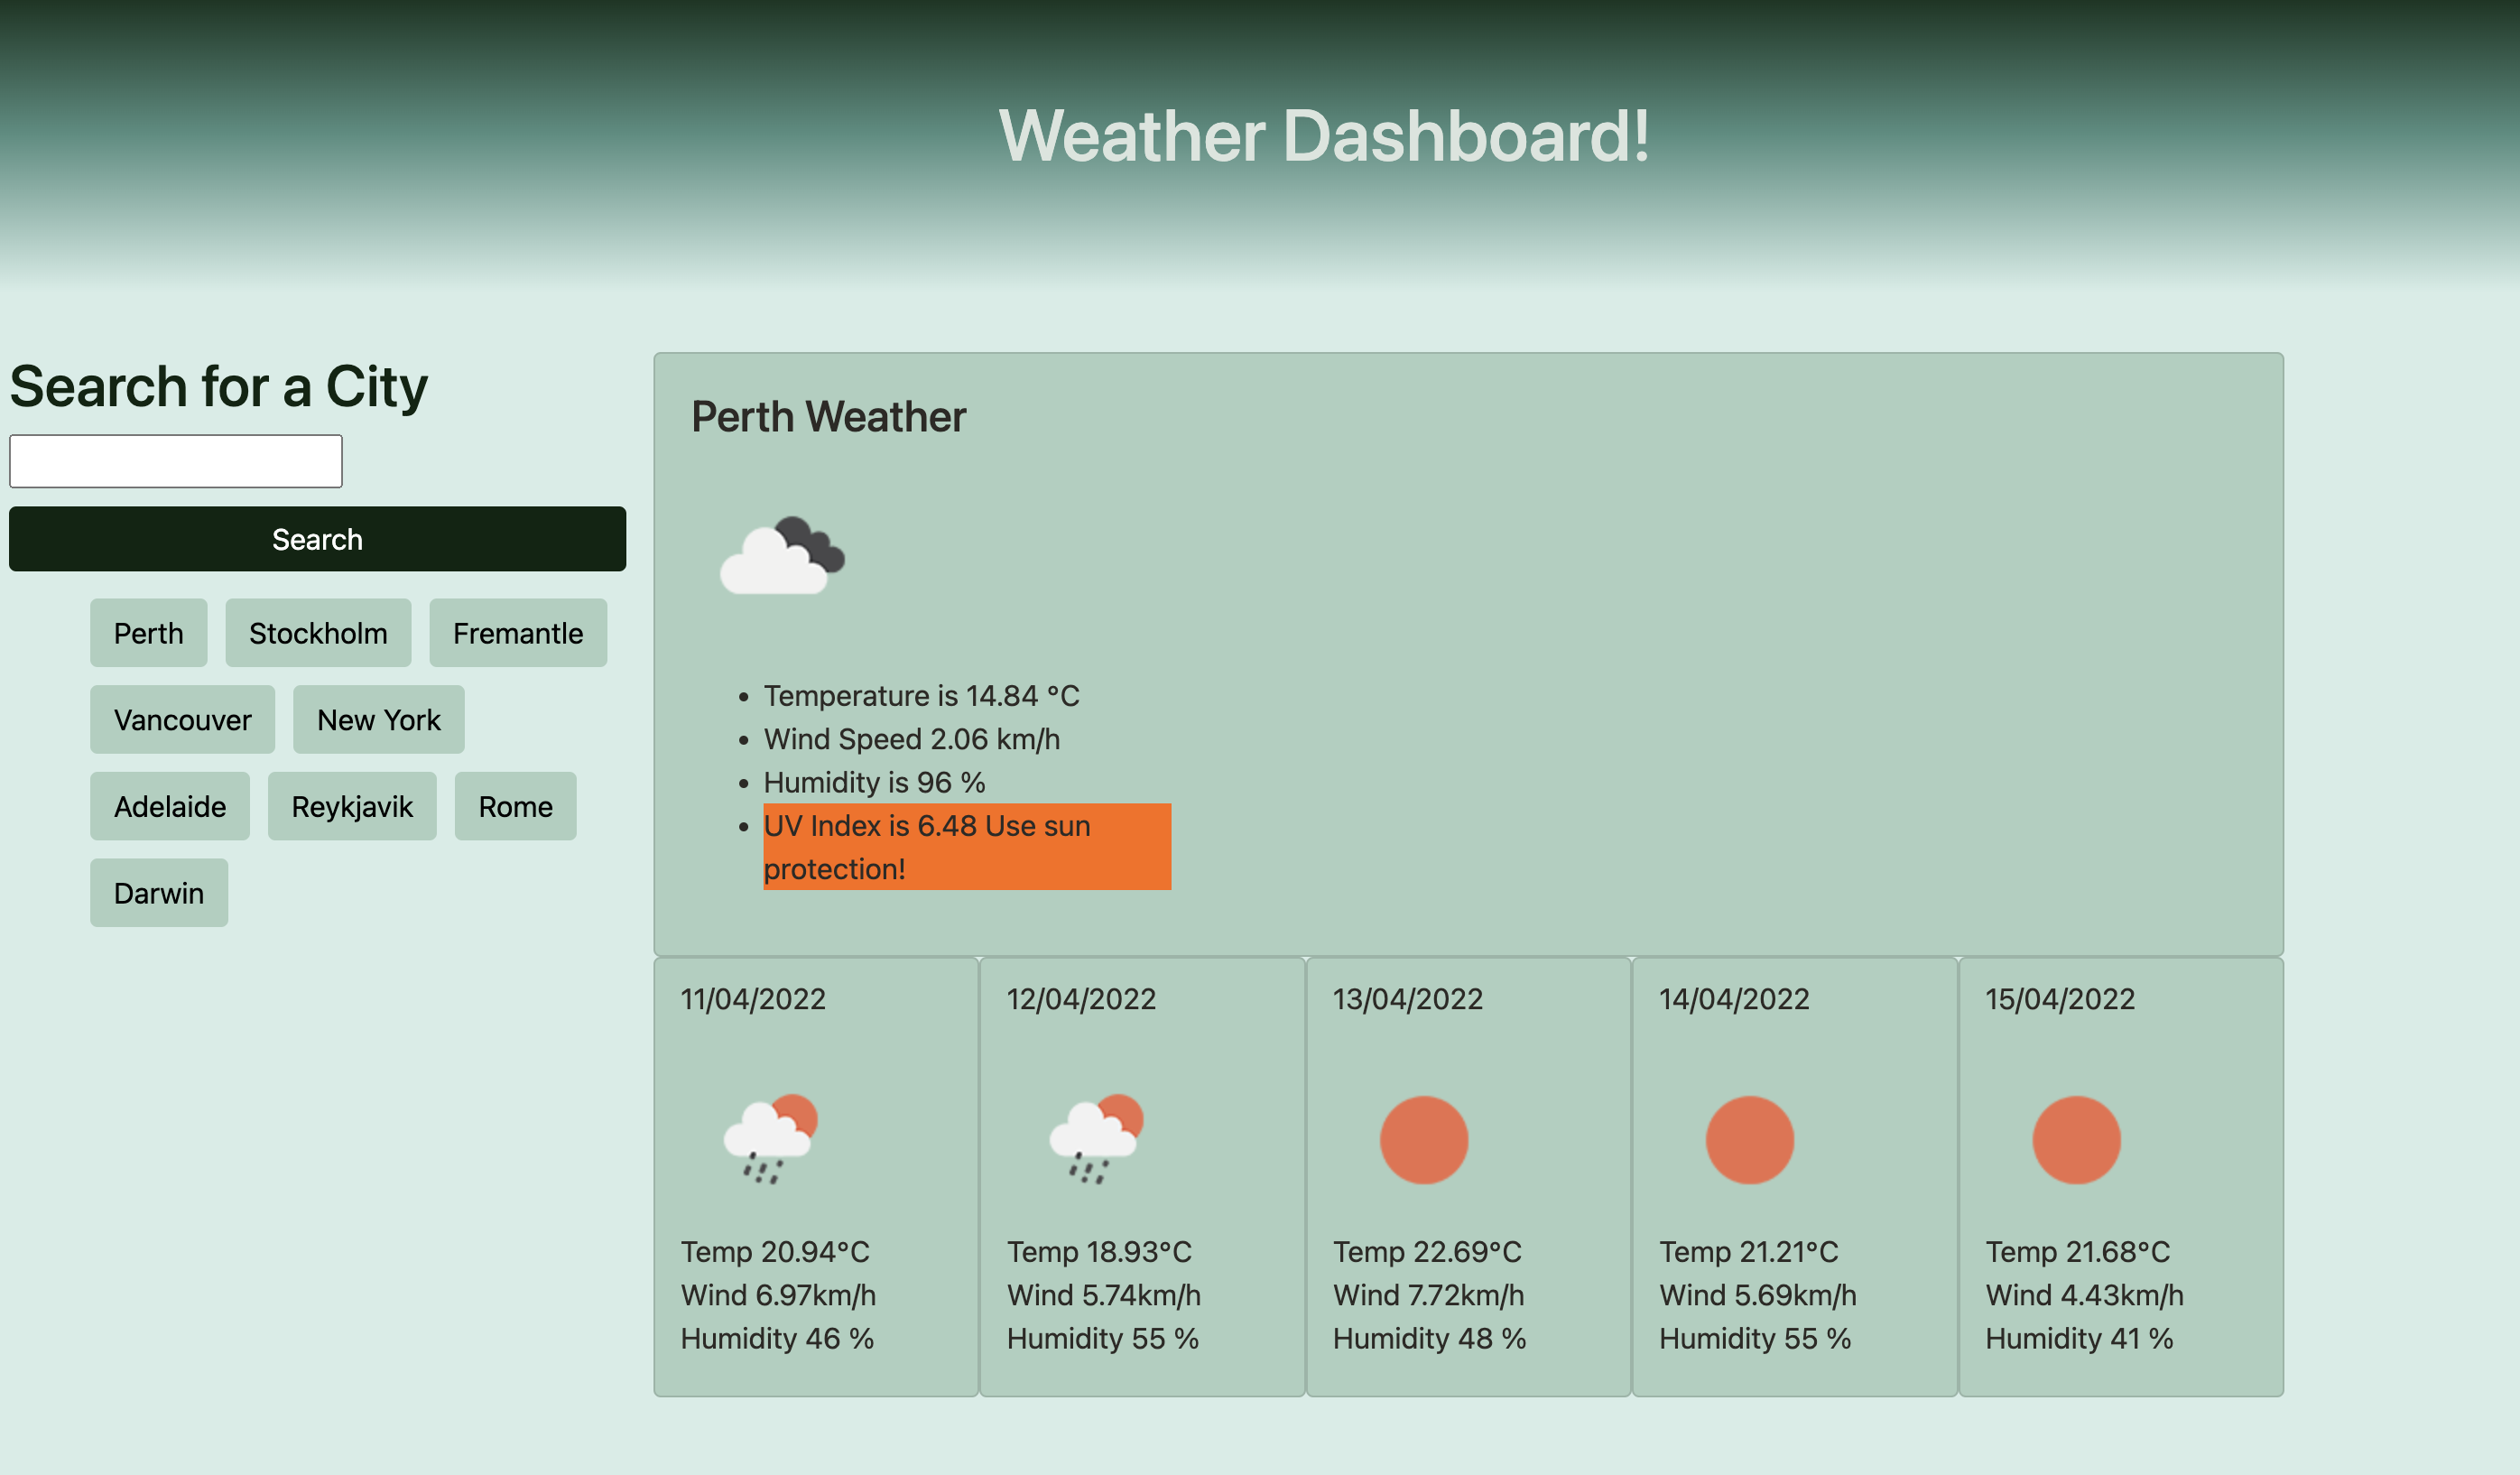 Weather Dashboard!
Search for a City
Search
Perth Stockholm Fremantle
Vancouver New York
Adelaide Reykjavik Rome
Darwin
Perth Weather
Temperature is 14.84 °C
Wind Speed 2.06 km/h
Humidity is 96 %
UV Index is 6.48 Use sun
protection!
11/04/2022
Temp 20.94°C
Wind 6.97km/h
Humidity 46 %
12/04/2022
Temp 18.93°C
Wind 5.74km/h
Humidity 55 %
13/04/2022
Temp 22.69°C
Wind 7.72km/h
Humidity 48 %
14/04/2022
Temp 21.21°C
Wind 5.69km/h
Humidity 55 %
15/04/2022
Temp 21.68°C
Wind 4.43km/h
Humidity 41 %